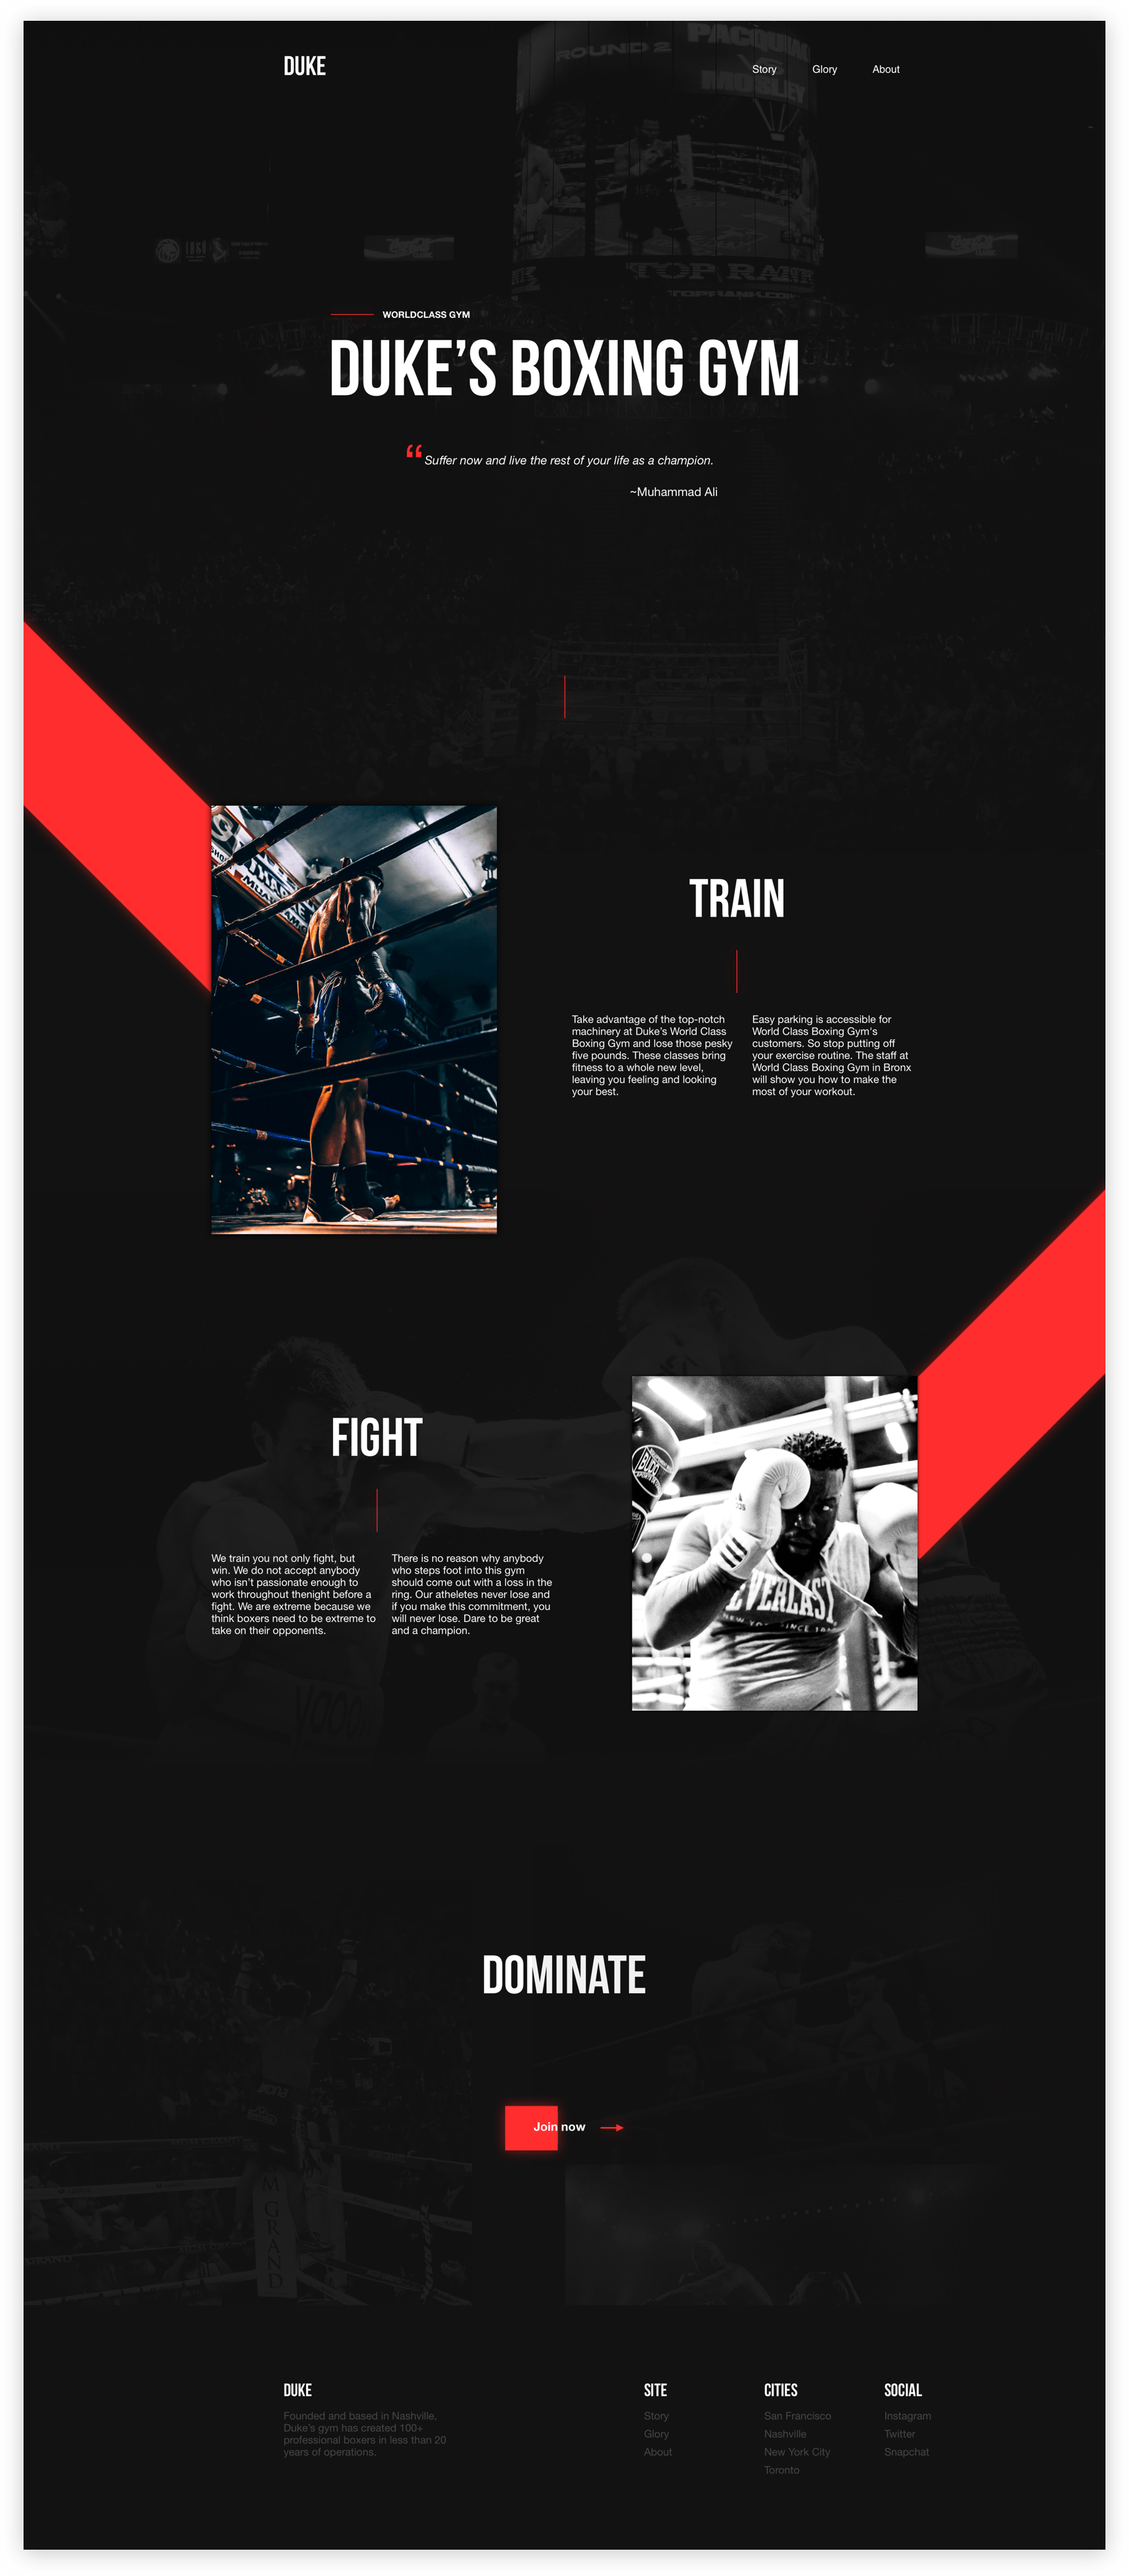 DUKE
Story Glory About
ROUND 2
PACQUIAO
TOP RANK
WORLDCLASS GYM
DUKE’S BOXING GYM
“ Suffer now and live the rest of your life as a champion.
~Muhammad Ali
TRAIN
Take advantage of the top-notch
machinery at Duke’s World Class
Boxing Gym and lose those pesky
five pounds. These classes bring
fitness to a whole new level,
leaving you feeling and looking
your best.
Easy parking is accessible for
World Class Boxing Gym's
customers. So stop putting off
your exercise routine. The staff at
World Class Boxing Gym in Bronx
will show you how to make the
most of your workout.
FIGHT
We train you not only fight, but
win. We do not accept anybody
who isn’t passionate enough to
work throughout thenight before a
fight. We are extreme because we
think boxers need to be extreme to
take on their opponents.
There is no reason why anybody
who steps foot into this gym
should come out with a loss in the
ring. Our atheletes never lose and
if you make this commitment, you
will never lose. Dare to be great
and a champion.
EVERLAST
SINCE
DOMINATE
Join now
M GRAND
DUKE
Founded and based in Nashville,
Duke’s gym has created 100+
professional boxers in less than 20
years of operations.
SITE
Story
Glory
About
CITIES
San Francisco
Nashville
New York City
Toronto
SOCIAL
Instagram
Twitter
Snapchat